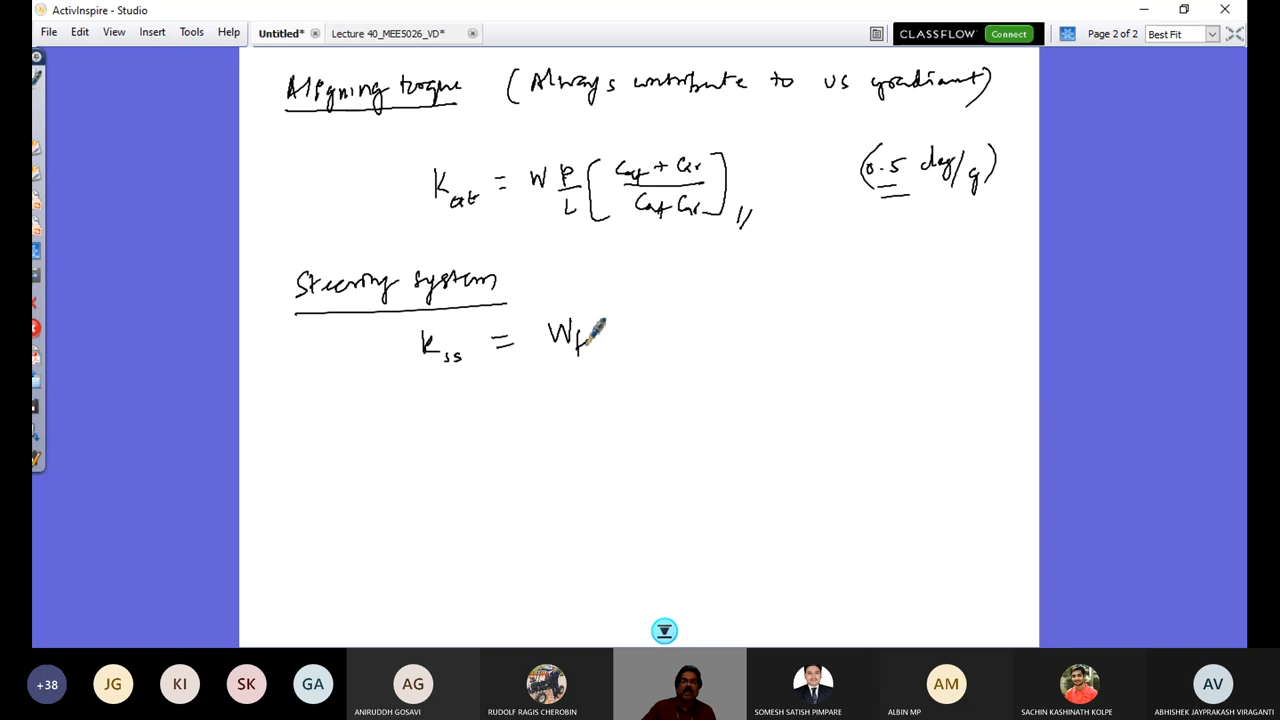 ActivInspire - Studio
File Edit View Insert Tools Help Untitled* Lecture 40_MEE5026_VD* CLASSFLOW Connect Page 2 of 2 Best Fit
Aligning torque (Always contribute to us gradiant)
Kat = W P/L [Cαf + Cαr / Cαf Cαr] (0.5 deg/g)
Steering system
Kss = Wf
+38 JG KI SK GA AG AM AV
ANIRUDDH GOSAVI RUDOLF RAGIS CHEROBIN SOMESH SATISH PIMPARE ALBIN MP SACHIN KASHINATH KOLPE ABHISHEK JAYPRAKASH VIRAGANTI